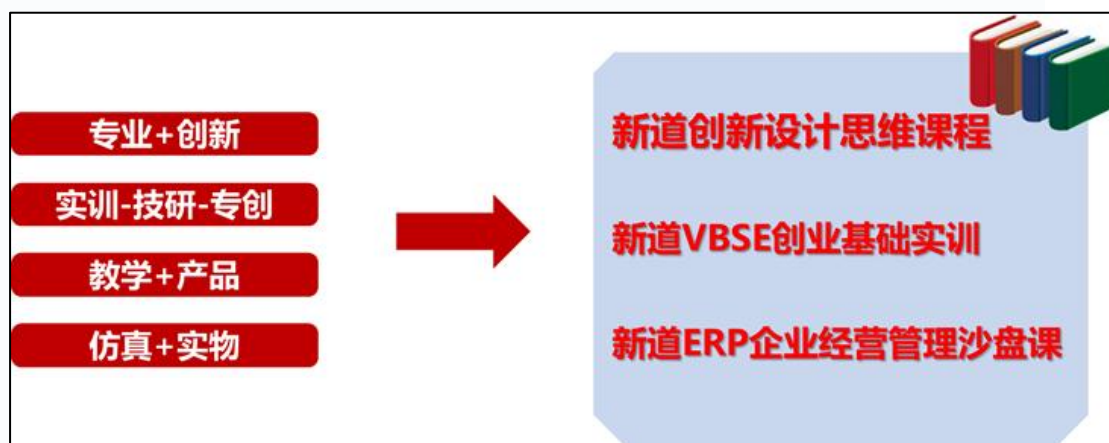 专业+创新
实训-技研-专创
教学+产品
仿真+实物
新道创新设计思维课程
新道VBSE创业基础实训
新道ERP企业经营管理沙盘课